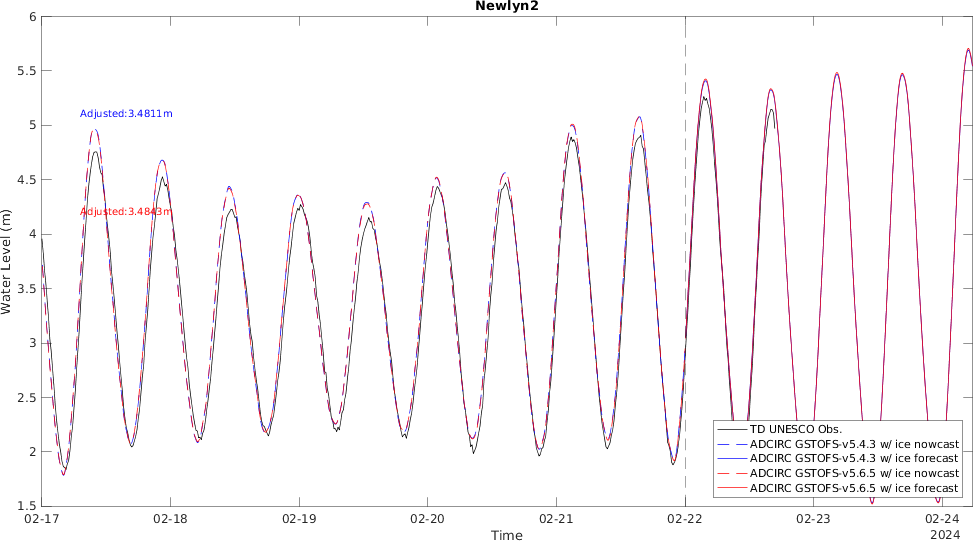 Newlyn2
6
5.5
5
4.5
4
3.5
3
2.5
2
1.5
Water Level (m)
Adjusted:3.4811m
Adjusted:3.4843m
TD UNESCO Obs.
ADCIRC GSTOFS-v5.4.3 w/ ice nowcast
ADCIRC GSTOFS-v5.4.3 w/ ice forecast
ADCIRC GSTOFS-v5.6.5 w/ ice nowcast
ADCIRC GSTOFS-v5.6.5 w/ ice forecast
02-17 02-18 02-19 02-20 02-21 02-22 02-23 02-24
2024
Time